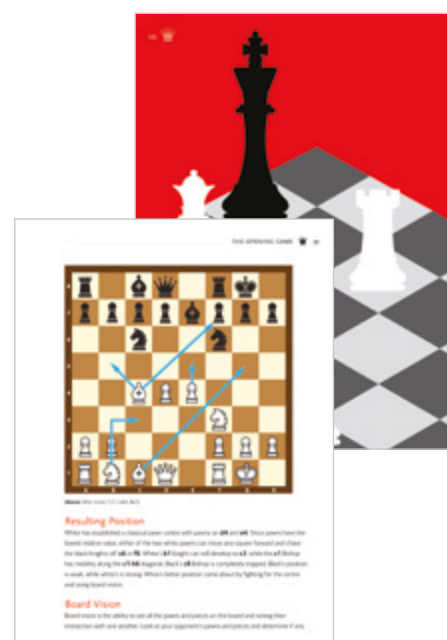 THE OPENING GAME
Resulting Position
White has established a classical pawn centre with pawns on d4 and e4. Since pawns have the
lowest relative value, either of the two white pawns can move one square forward and chase
the black knights off c6 or f6. White's b1 Knight can still develop to c3, while the c1 Bishop
has mobility along the c1-h6 diagonal. Black's c8 Bishop is completely trapped. Black's position
is weak, while white's is strong. White's better position came about by fighting for the centre
and using board vision.
Board Vision
Board vision is the ability to see all the pawns and pieces on the board and noting their
interaction with one another. Look at your opponent's pawns and pieces and determine if any